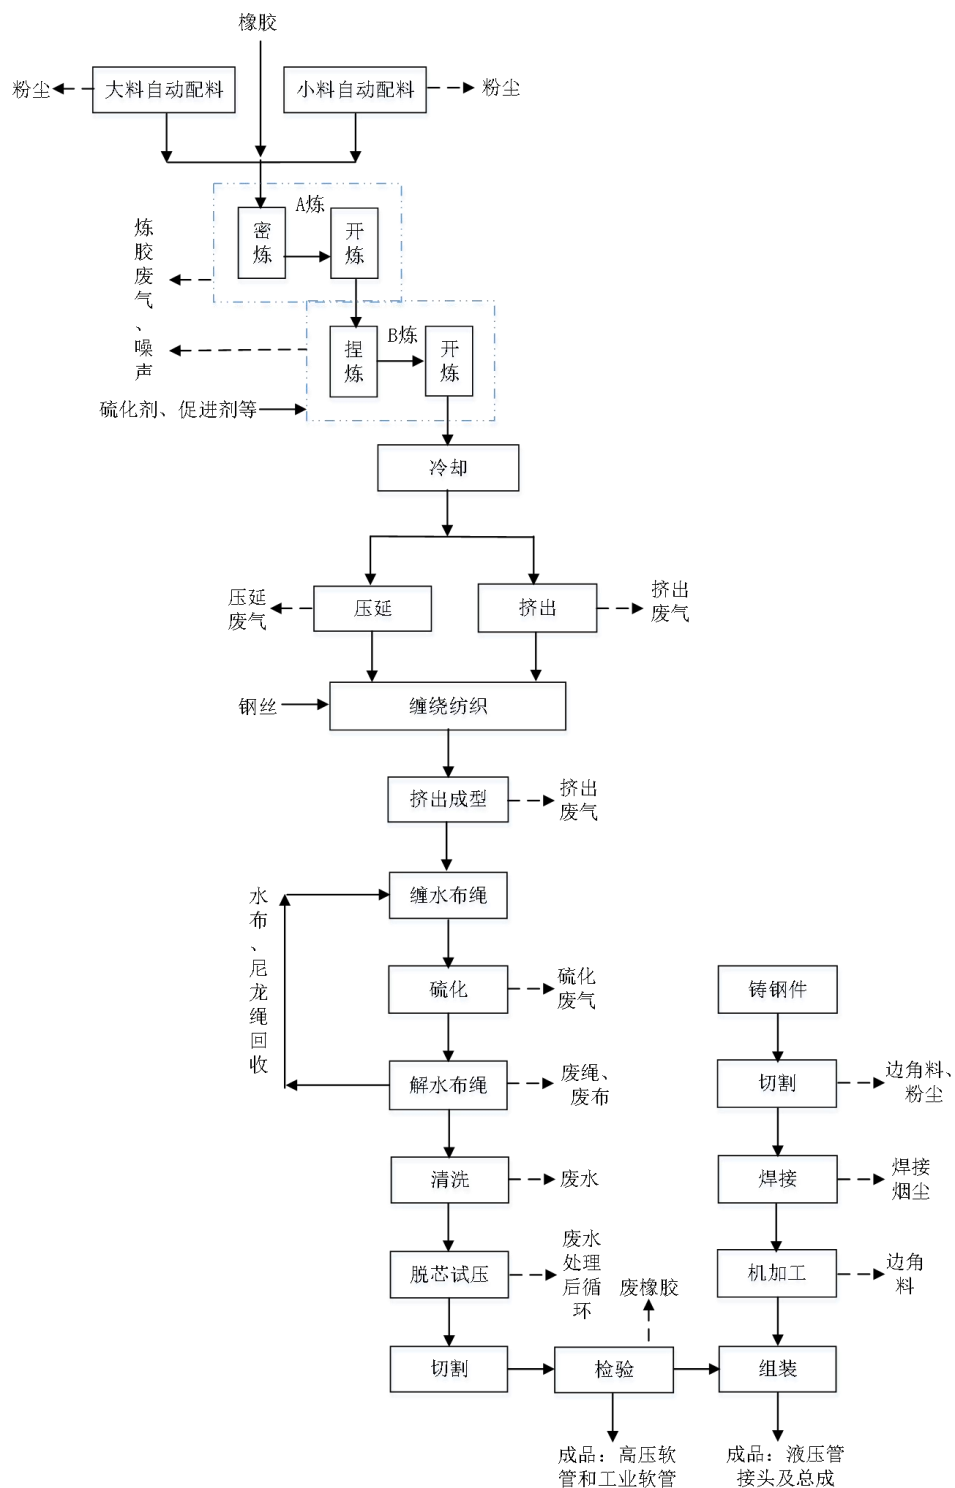 橡胶
粉尘
大料自动配料
小料自动配料
粉尘
A炼
密炼
开炼
炼胶废气、噪声
B炼
捏炼
开炼
硫化剂、促进剂等
冷却
压延
废气
压延
挤出
挤出
废气
钢丝
缠绕纺织
挤出成型
挤出
废气
水布、尼龙绳回收
缠水布绳
硫化
硫化
废气
铸钢件
解水布绳
废绳、
废布
切割
边角料、
粉尘
清洗
废水
焊接
焊接
烟尘
脱芯试压
废水
处理
后循
环
废橡胶
机加工
边角
料
切割
检验
组装
成品：高压软
管和工业软管
成品：液压管
接头及总成